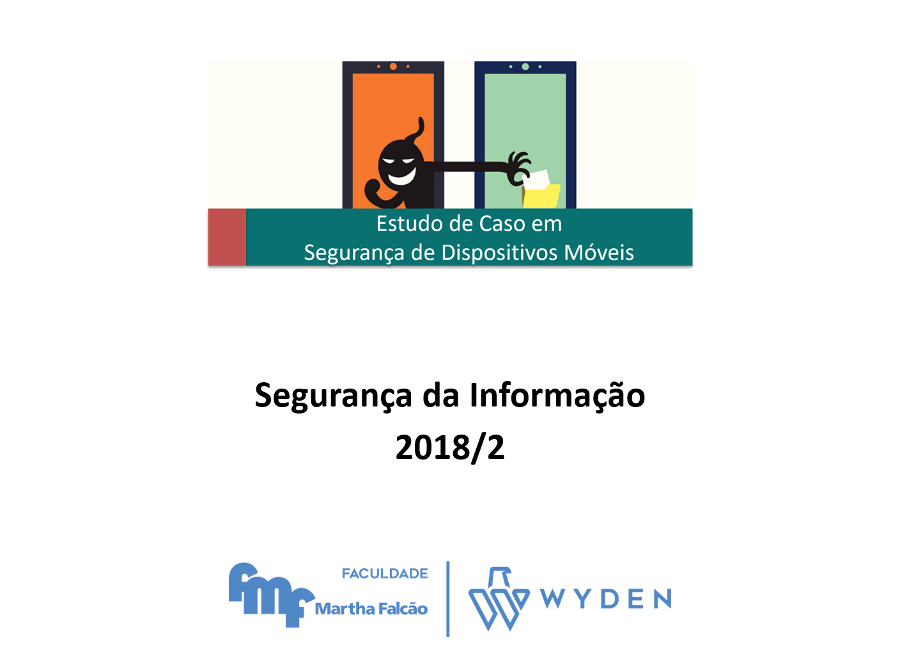 Estudo de Caso em
Segurança de Dispositivos Móveis
Segurança da Informação
2018/2
fmf
FACULDADE
Martha Falcão
WYDEN